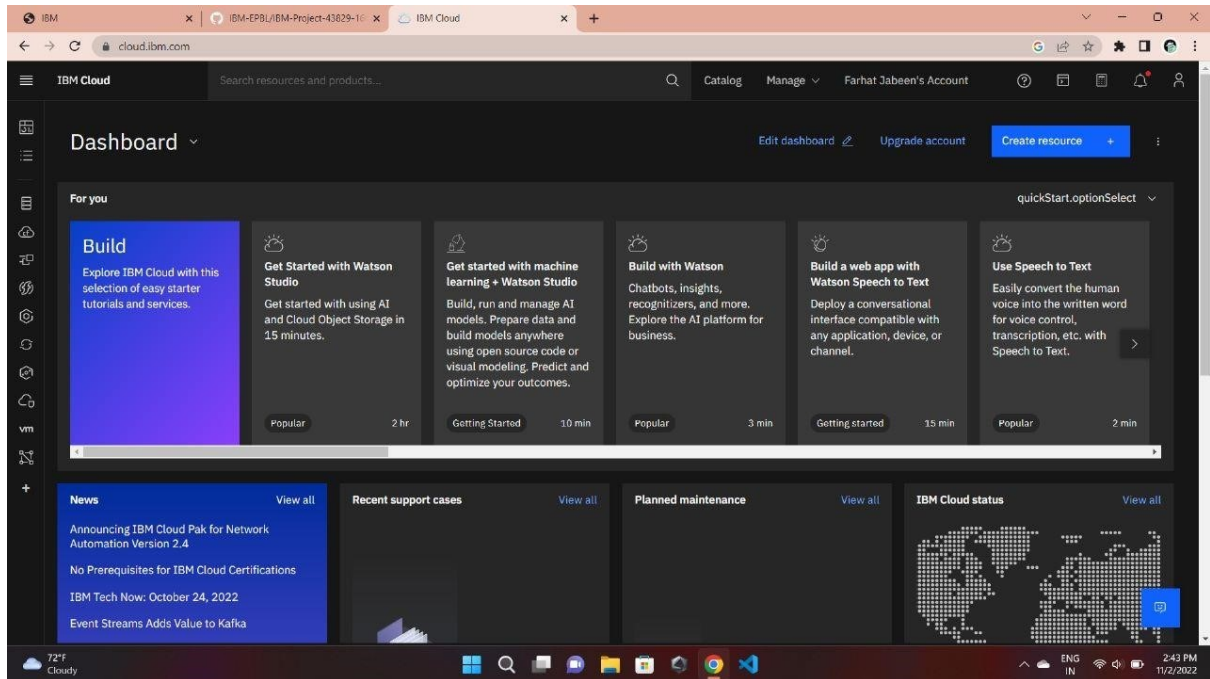 IBM
IBM-EPBL/IBM-Project-43829-16
IBM Cloud
cloud.ibm.com
IBM Cloud
Search resources and products...
Catalog
Manage
Farhat Jabeen's Account
Dashboard
Edit dashboard
Upgrade account
Create resource +
For you
quickStart.optionSelect
Build
Explore IBM Cloud with this
selection of easy starter
tutorials and services.
Get Started with Watson
Studio
Get started with using AI
and Cloud Object Storage in
15 minutes.
Popular
2 hr
Get started with machine
learning + Watson Studio
Build, run and manage AI
models. Prepare data and
build models anywhere
using open source code or
visual modeling. Predict and
optimize your outcomes.
Getting Started
10 min
Build with Watson
Chatbots, insights,
recognitizers, and more.
Explore the AI platform for
business.
Popular
3 min
Build a web app with
Watson Speech to Text
Deploy a conversational
interface compatible with
any application, device, or
channel.
Getting started
15 min
Use Speech to Text
Easily convert the human
voice into the written word
for voice control,
transcription, etc. with
Speech to Text.
Popular
2 min
vm
News
View all
Announcing IBM Cloud Pak for Network
Automation Version 2.4
No Prerequisites for IBM Cloud Certifications
IBM Tech Now: October 24, 2022
Event Streams Adds Value to Kafka
Recent support cases
View all
Planned maintenance
View all
IBM Cloud status
View all
72°F
Cloudy
ENG
IN
2:43 PM
11/2/2022